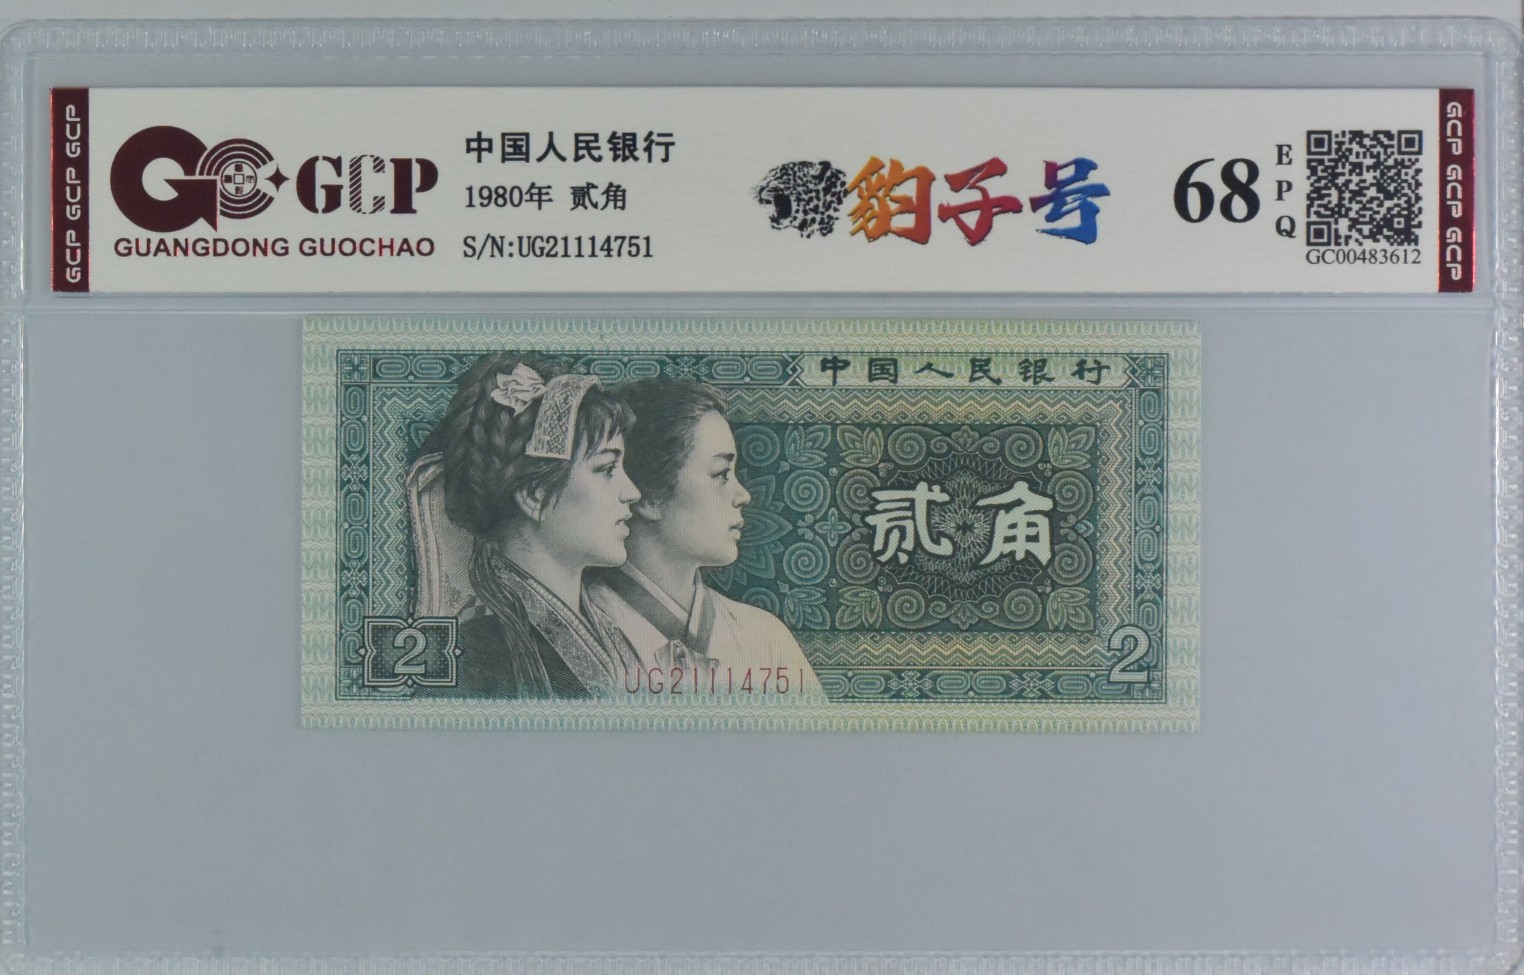 GCP GCP GCP
GCP
GUANGDONG GUOCHAO
中国人民银行
1980年 贰角
S/N:UG21114751
豹子号
68
EPQ
GC00483612
GCP GCP GCP
中国人民银行
贰角
2
2
UG21114751